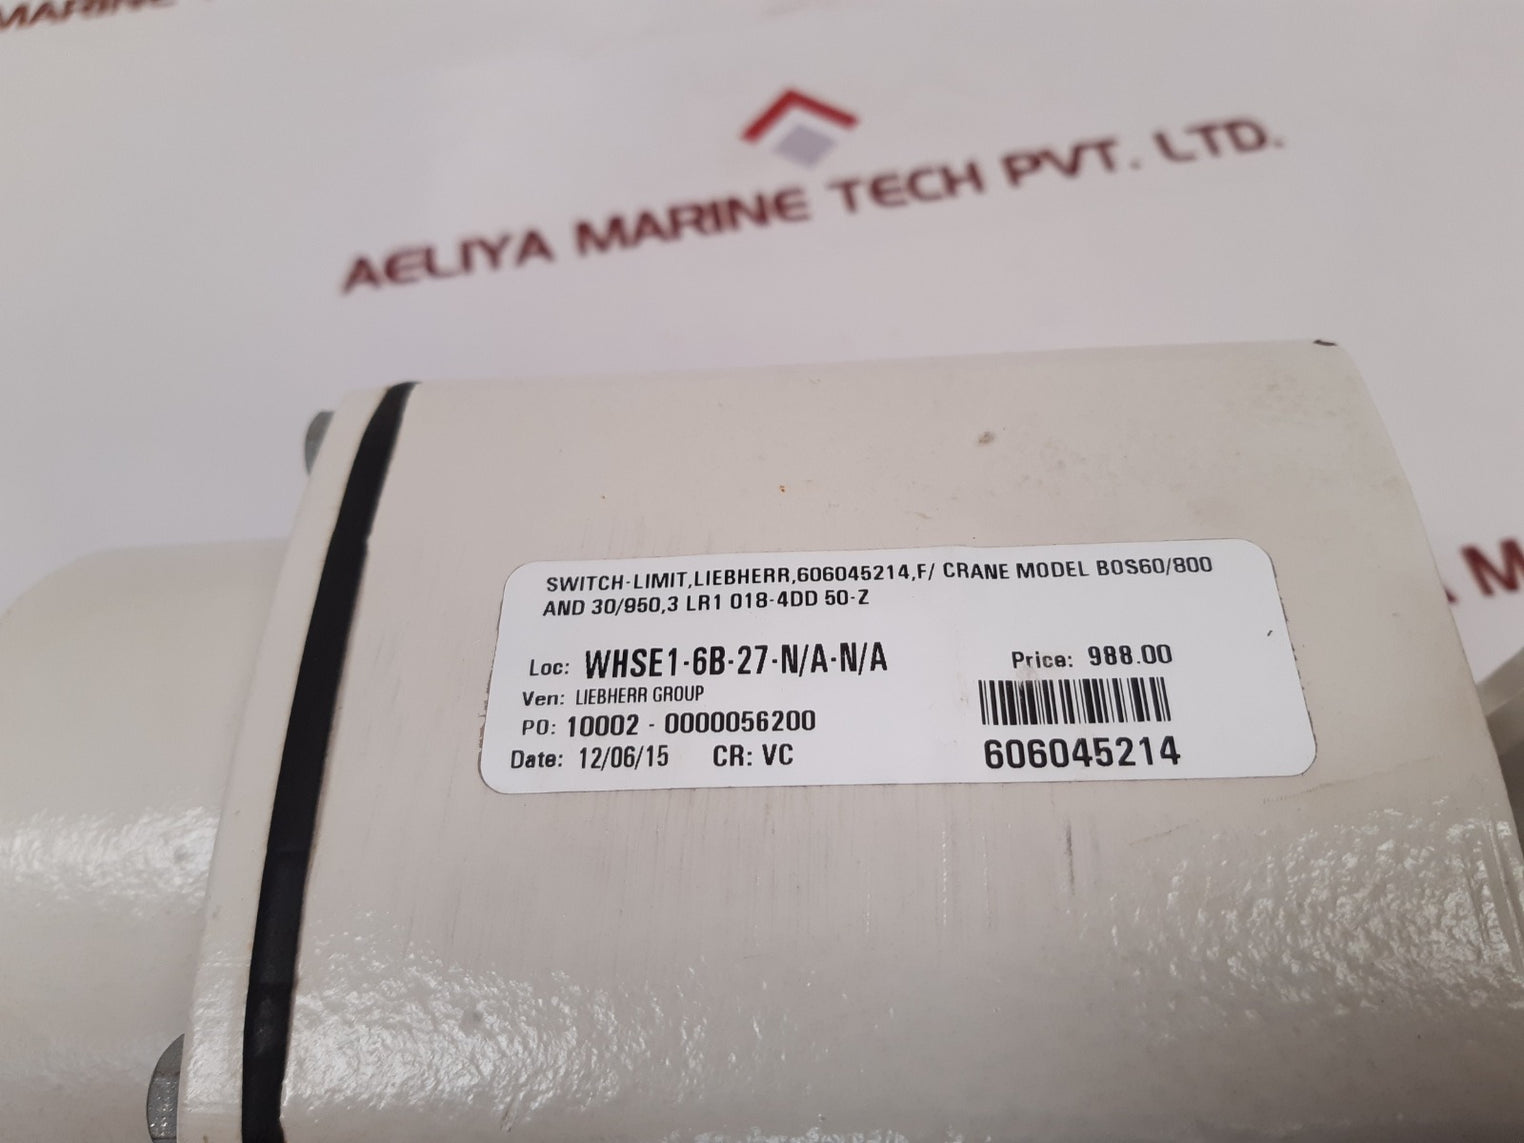 MARINE
AELIYA MARINE TECH PVT. LTD.
SWITCH-LIMIT,LIEBHERR,606045214,F/ CRANE MODEL BOS60/800
AND 30/950,3 LR1 018-4DD 50-Z
Loc: WHSE1-6B-27-N/A-N/A
Price: 988.00
Ven: LIEBHERR GROUP
PO: 10002 - 0000056200
Date: 12/06/15 CR: VC
606045214